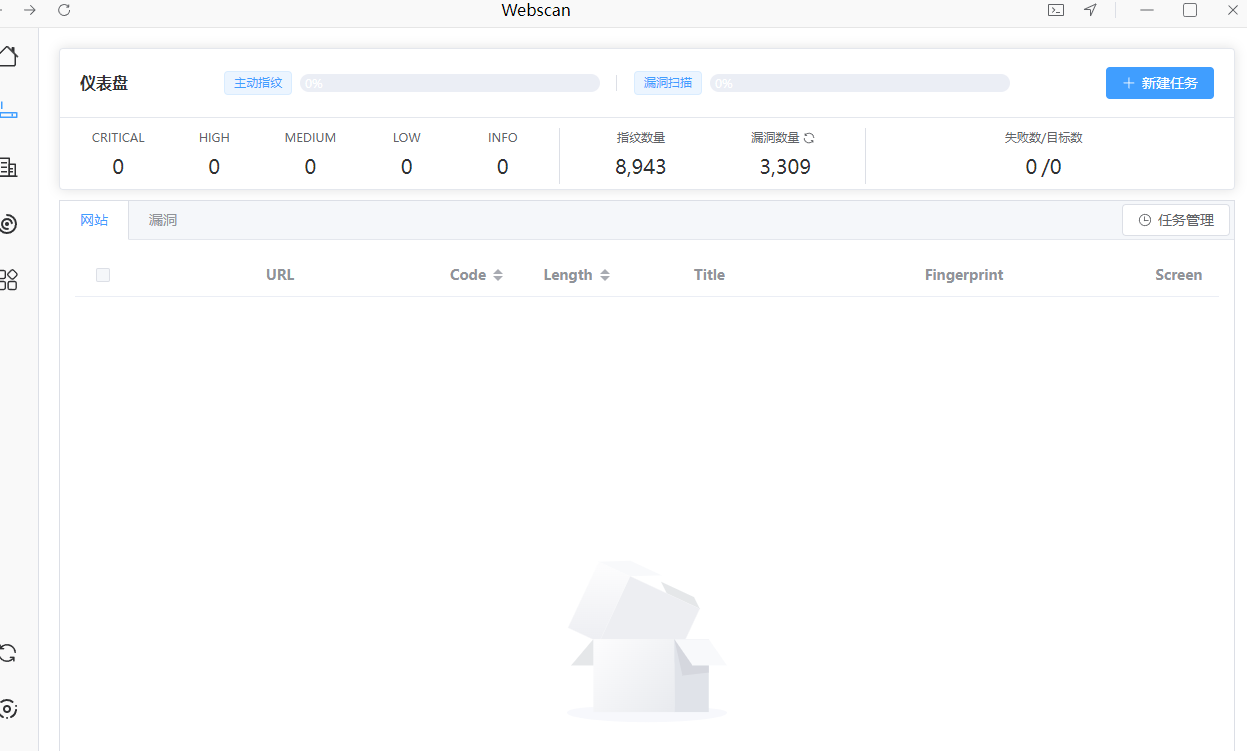 Webscan
仪表盘 主动指纹 0% 漏洞扫描 0% + 新建任务
CRITICAL HIGH MEDIUM LOW INFO 指纹数量 漏洞数量 失败数/目标数
0 0 0 0 0 8,943 3,309 0 /0
网站 漏洞 任务管理
URL Code Length Title Fingerprint Screen